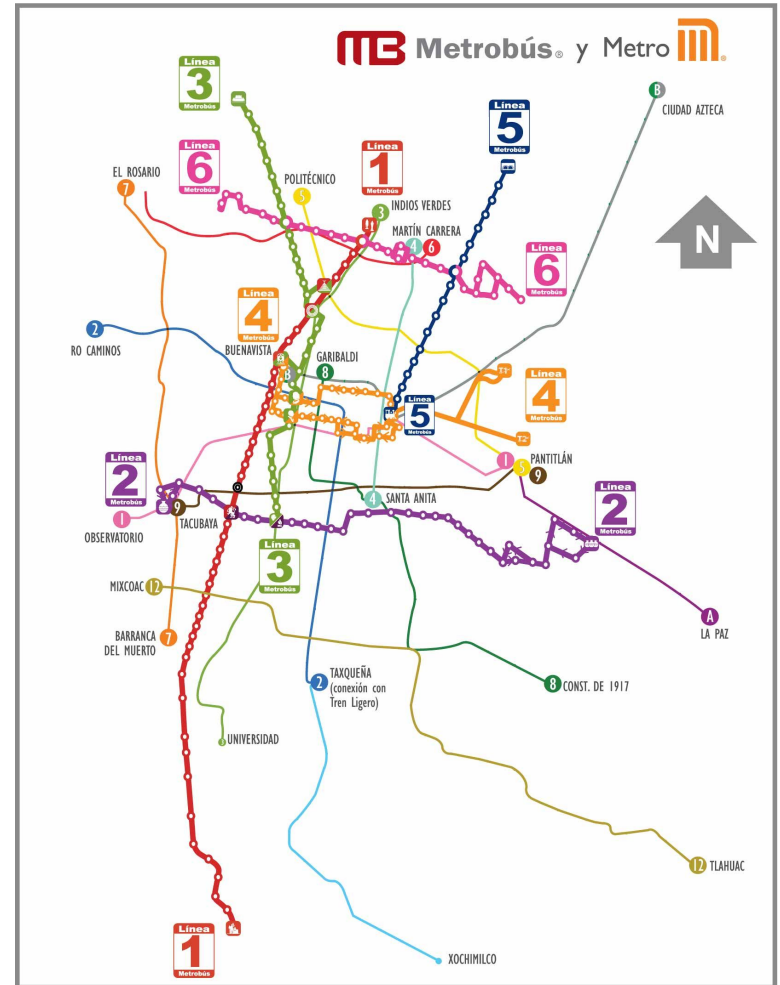 MB Metrobús® y Metro
Línea
3
Metrobús
B
CIUDAD AZTECA
Línea
5
Metrobús
Línea
6
Metrobús
Línea
1
Metrobús
EL ROSARIO
7
POLITÉCNICO
5
3
INDIOS VERDES
MARTÍN CARRERA
4
6
N
Línea
6
Metrobús
Línea
4
Metrobús
2
RO CAMINOS
BUENAVISTA
B
GARIBALDI
8
Línea
4
Metrobús
Línea
5
Metrobús
1
5
PANTITLÁN
9
Línea
2
Metrobús
9
TACUBAYA
1
OBSERVATORIO
4
SANTA ANITA
Línea
2
Metrobús
Línea
3
Metrobús
MIXCOAC
12
BARRANCA
DEL MUERTO
7
A
LA PAZ
2
TAXQUEÑA
(conexión con
Tren Ligero)
8
CONST. DE 1917
3
UNIVERSIDAD
12
TLAHUAC
Línea
1
Metrobús
XOCHIMILCO